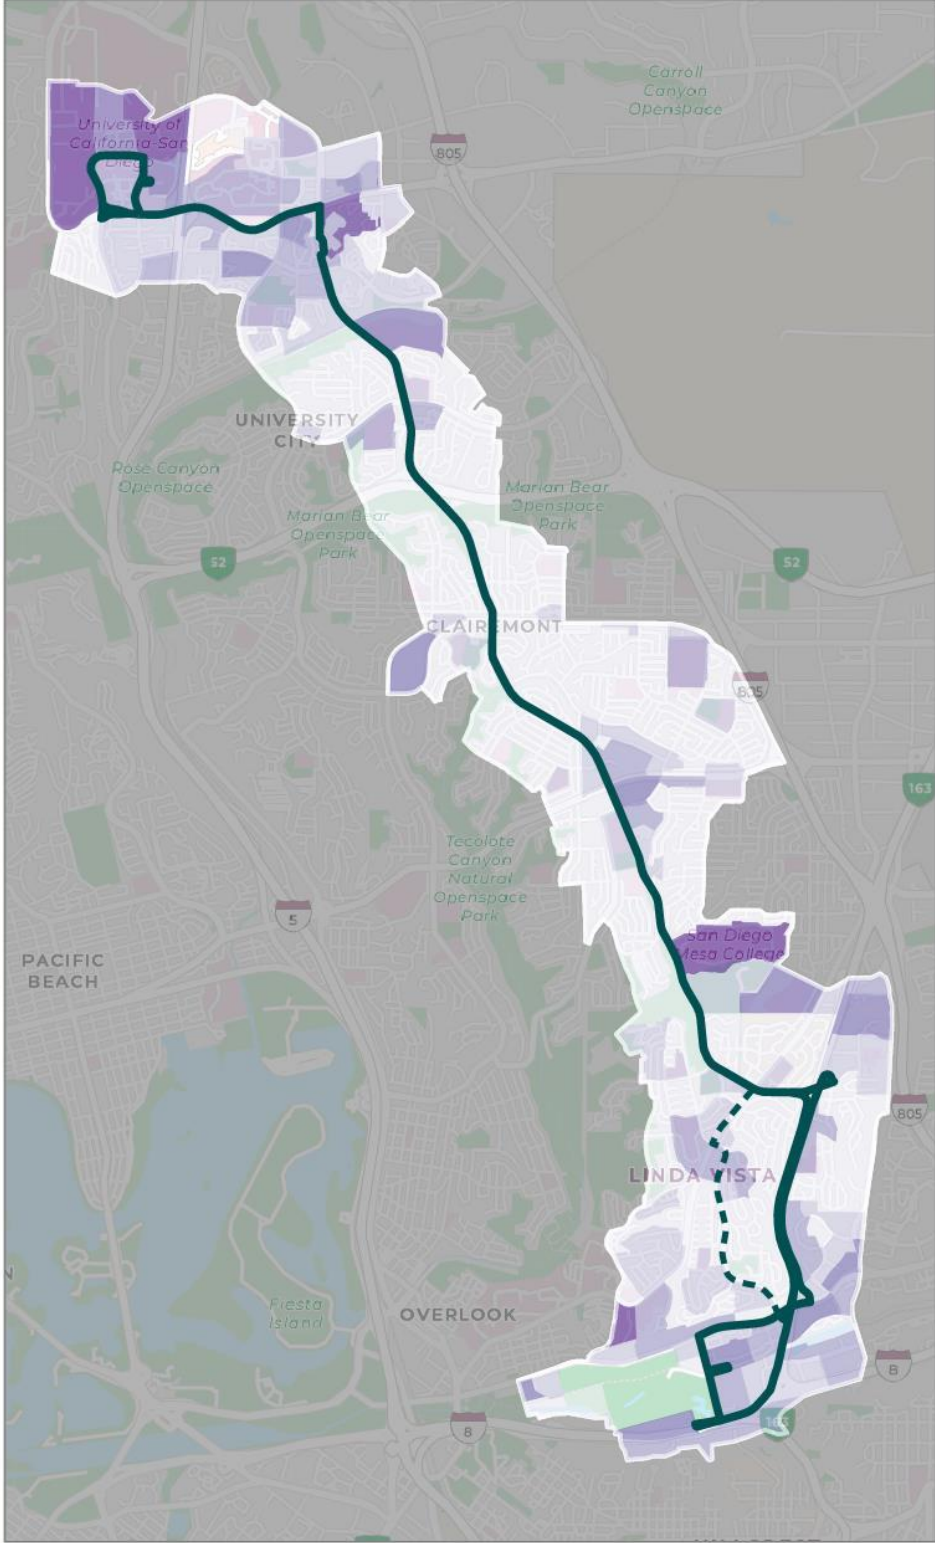 Carroll
Canyon
Openspace
University of
California-San
Diego
805
UNIVERSITY
CITY
Rose Canyon
Openspace
Marian Bear
Openspace
Park
Marian Bear
Openspace
Park
52
52
CLAIREMONT
805
163
Tecolote
Canyon
Natural
Openspace
Park
5
San Diego
Mesa College
PACIFIC
BEACH
805
LINDA VISTA
Fiesta
Island
OVERLOOK
8
8
163